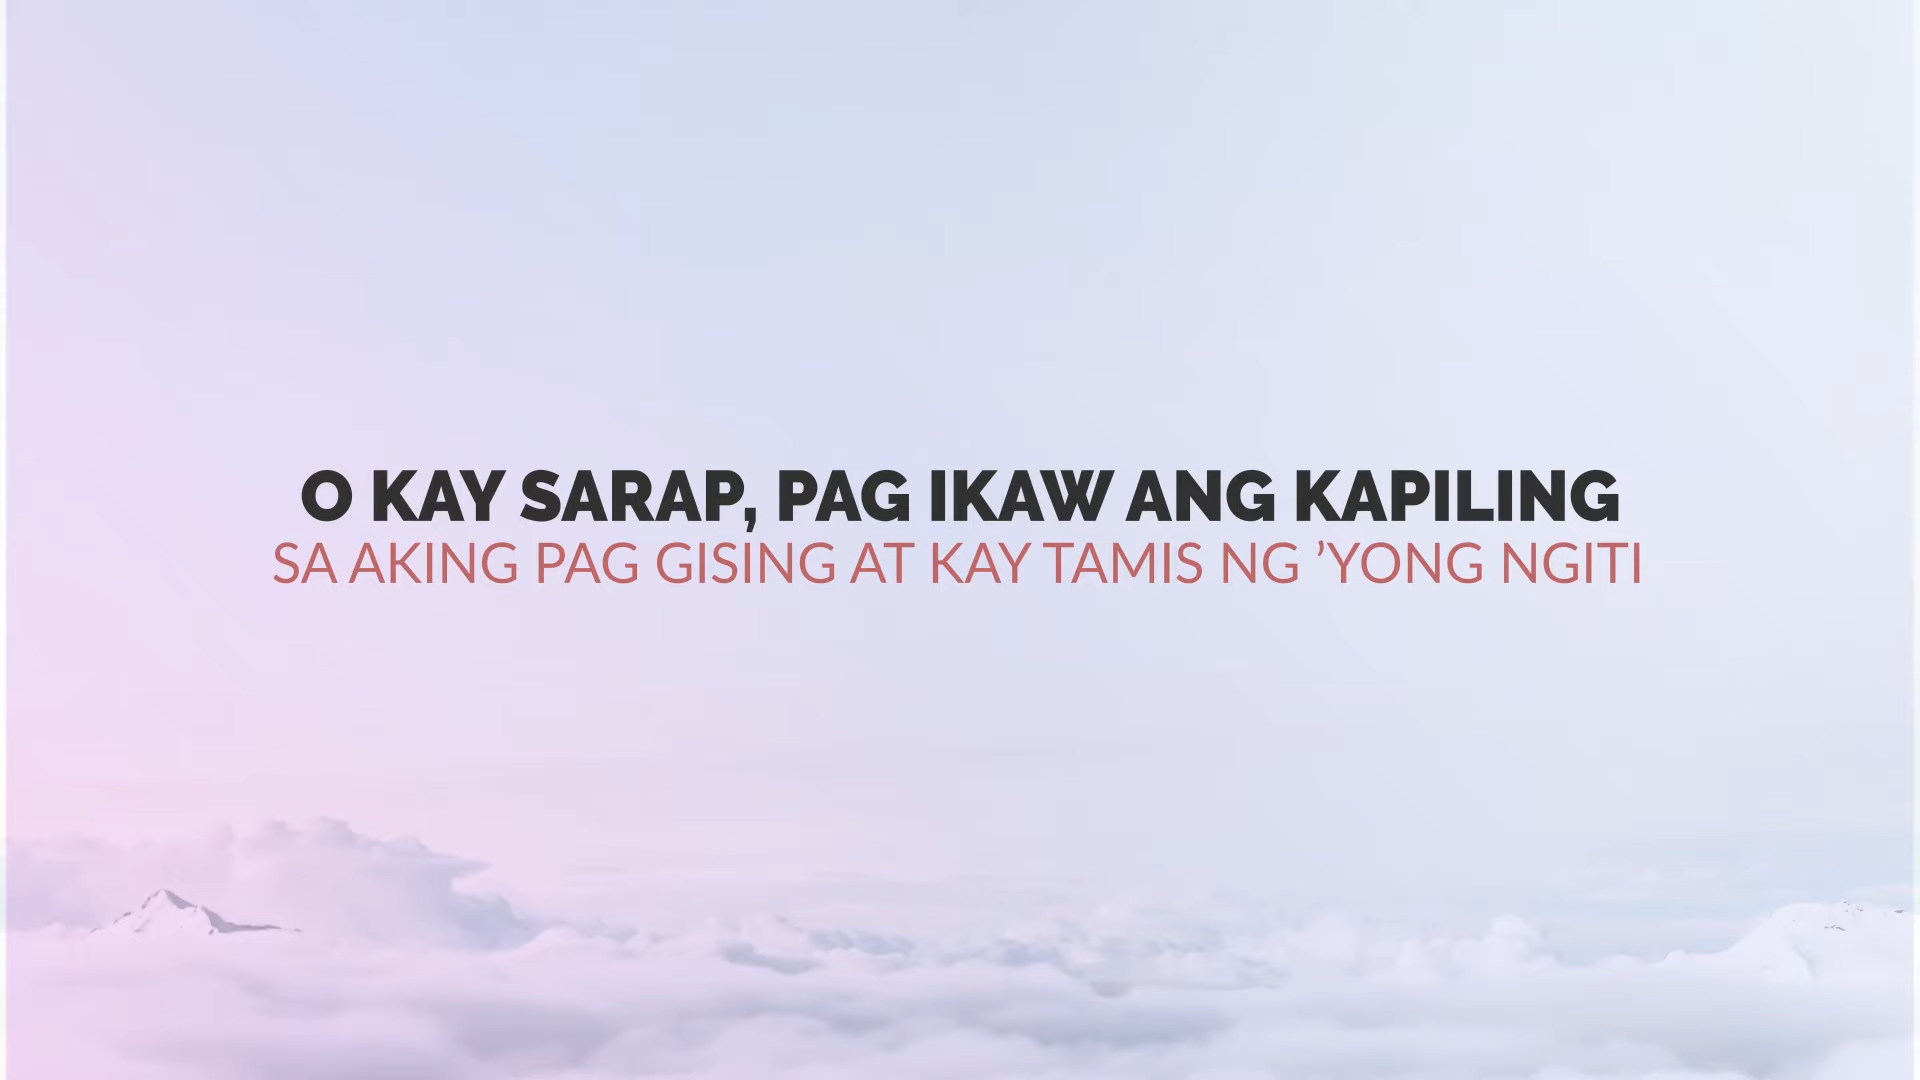 O KAY SARAP, PAG IKAW ANG KAPILING
SA AKING PAG GISING AT KAY TAMIS NG ’YONG NGITI